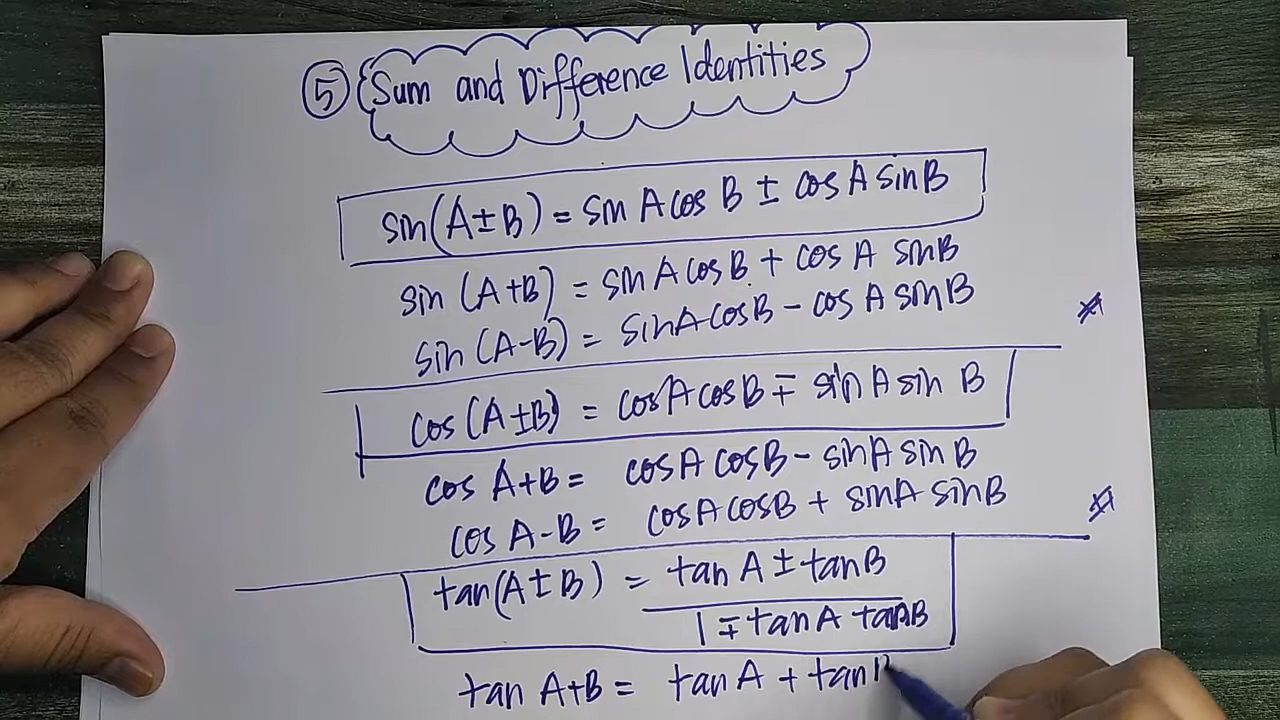 ⑤ Sum and Difference Identities
sin(A±B) = sin A cos B ± cos A sin B
sin (A+B) = sin A cos B + cos A sin B
sin (A-B) = sin A cos B - cos A sin B
cos (A±B) = cos A cos B ∓ sin A sin B
cos A+B = cos A cos B - sin A sin B
cos A-B = cos A cos B + sin A sin B
tan(A±B) = tan A ± tan B
1 ∓ tan A tan B
tan A+B = tan A + tan